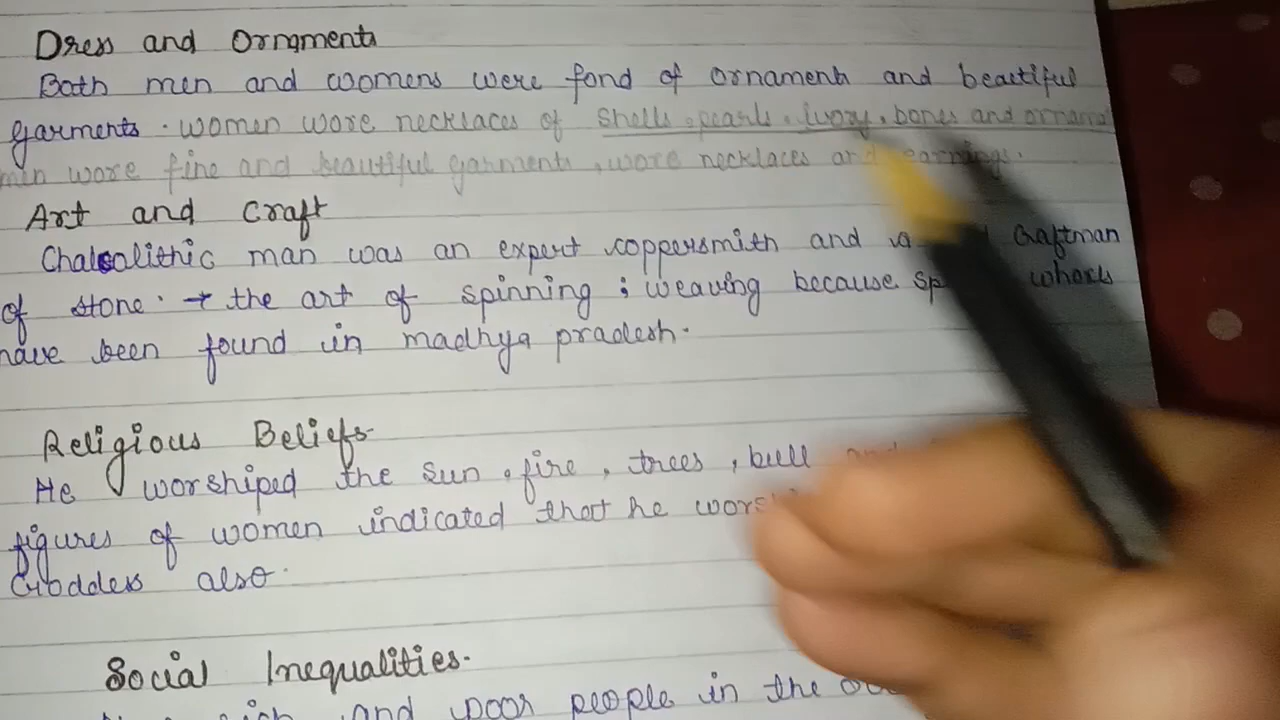 Dress and Ornaments
Both men and womens were fond of ornaments and beautiful
garments. women wore necklaces of shells, pearls, ivory, bones and
men wore fine and beautiful garments, wore necklaces and earrings.
Art and Craft
Chalcolithic man was an expert coppersmith and craftman
of stone. → the art of spinning ; weaving because whorls
have been found in madhya pradesh.
Religious Beliefs
He worshiped the sun, fire, trees, bull and
figures of women indicated that he
Goddess also.
Social Inequalities.
and poor people in the